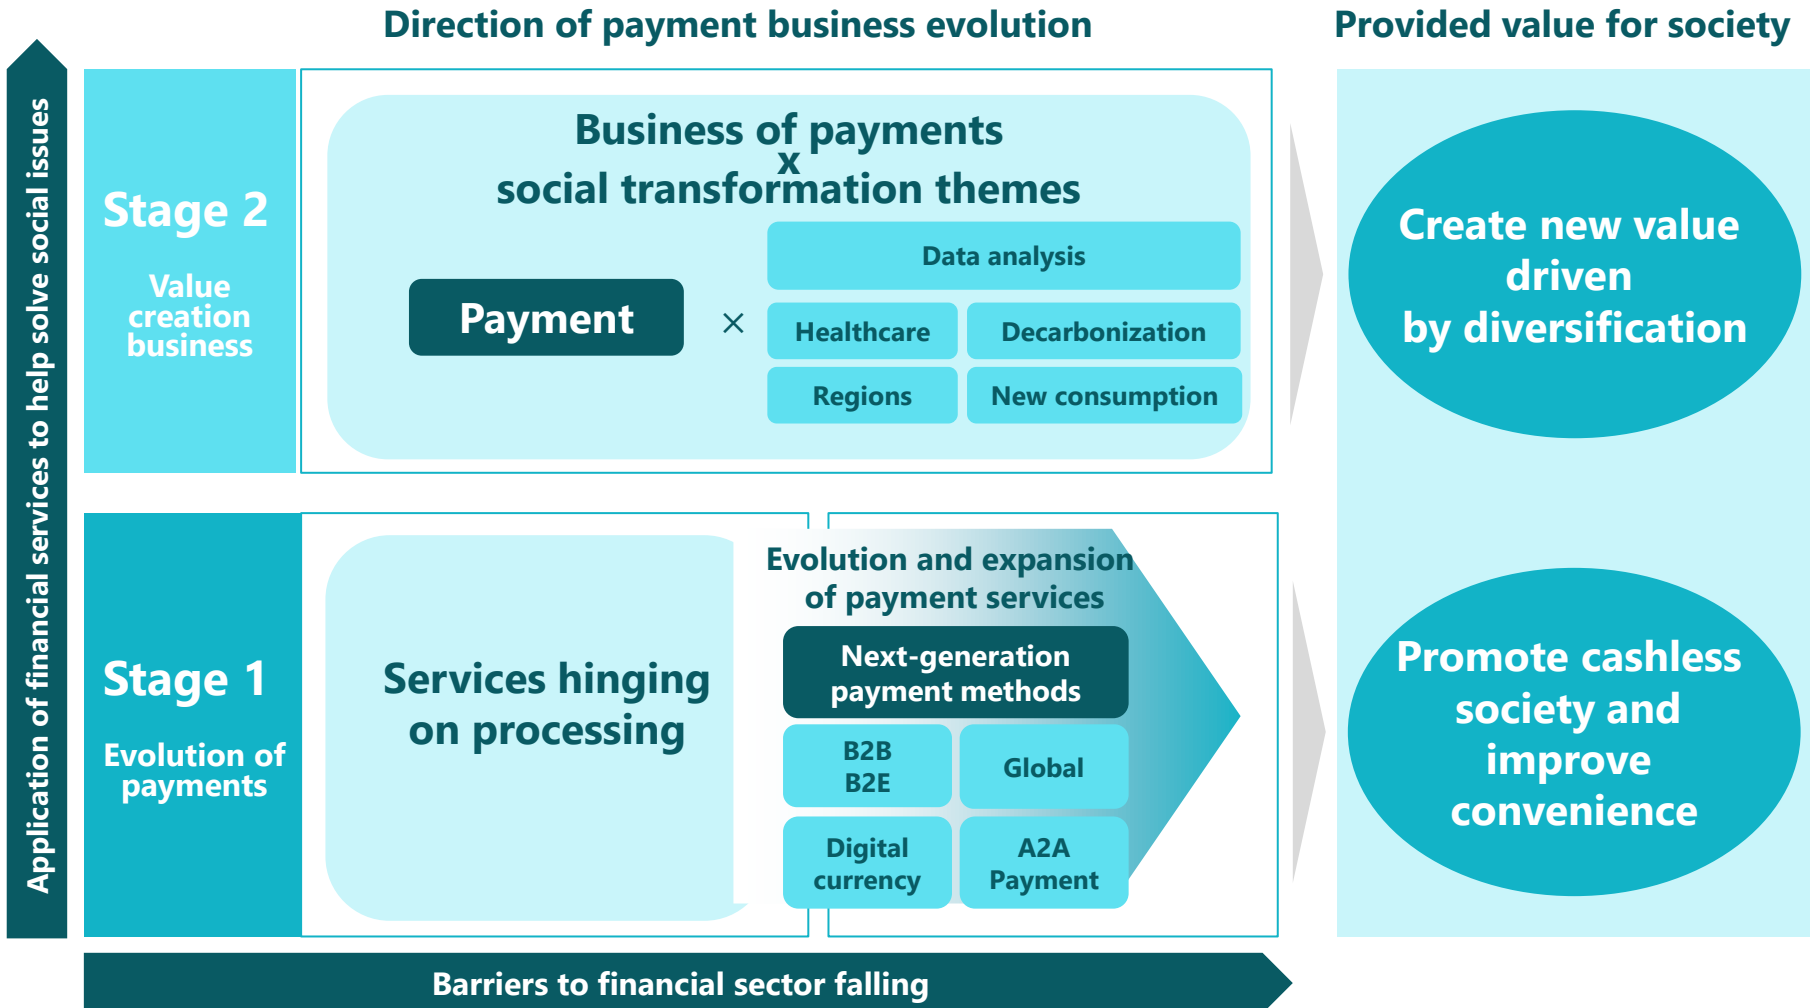 Direction of payment business evolution
Provided value for society
Application of financial services to help solve social issues
Stage 2
Value
creation
business
Business of payments
x
social transformation themes
Payment
×
Data analysis
Healthcare
Decarbonization
Regions
New consumption
Create new value
driven
by diversification
Stage 1
Evolution of
payments
Services hinging
on processing
Evolution and expansion
of payment services
Next-generation
payment methods
B2B
B2E
Global
Digital
currency
A2A
Payment
Promote cashless
society and
improve
convenience
Barriers to financial sector falling